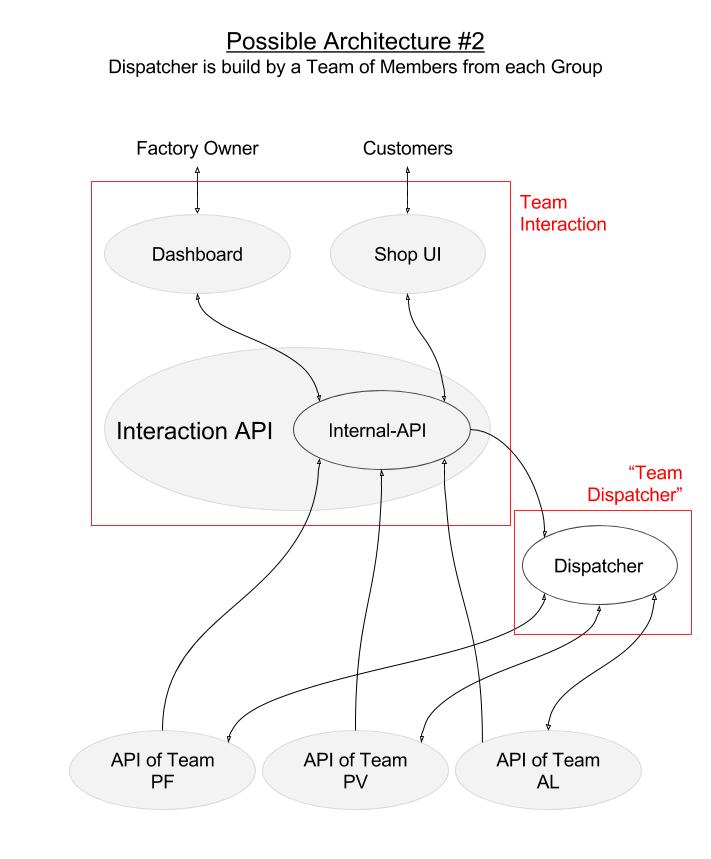 Possible Architecture #2
Dispatcher is build by a Team of Members from each Group
Factory Owner
Customers
Team
Interaction
Dashboard
Shop UI
Interaction API
Internal-API
“Team
Dispatcher”
Dispatcher
API of Team
PF
API of Team
PV
API of Team
AL